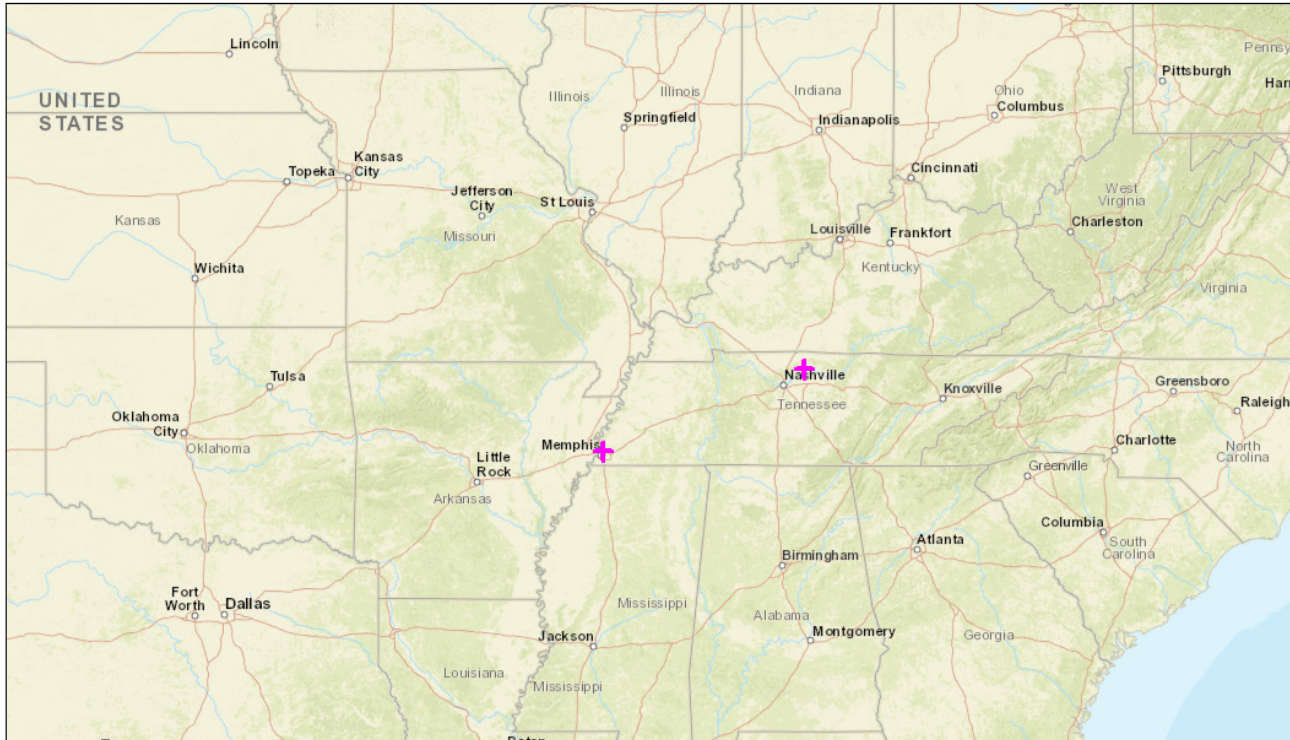 Lincoln
Pennsy
Pittsburgh
Har
UNITED
STATES
Illinois
Illinois
Indiana
Ohio
Columbus
Springfield
Indianapolis
Kansas
City
Topeka
Cincinnati
West
Virginia
Jefferson
City
St Louis
Kansas
Missouri
Louisville
Frankfort
Charleston
Kentucky
Wichita
Virginia
Tulsa
Nashville
Tennessee
Knoxville
Greensboro
Raleigh
Oklahoma
City
Oklahoma
Memphis
Little
Rock
Arkansas
Charlotte
North
Carolina
Greenville
Columbia
South
Carolina
Atlanta
Birmingham
Fort
Worth
Dallas
Mississippi
Alabama
Montgomery
Georgia
Jackson
Louisiana
Mississippi